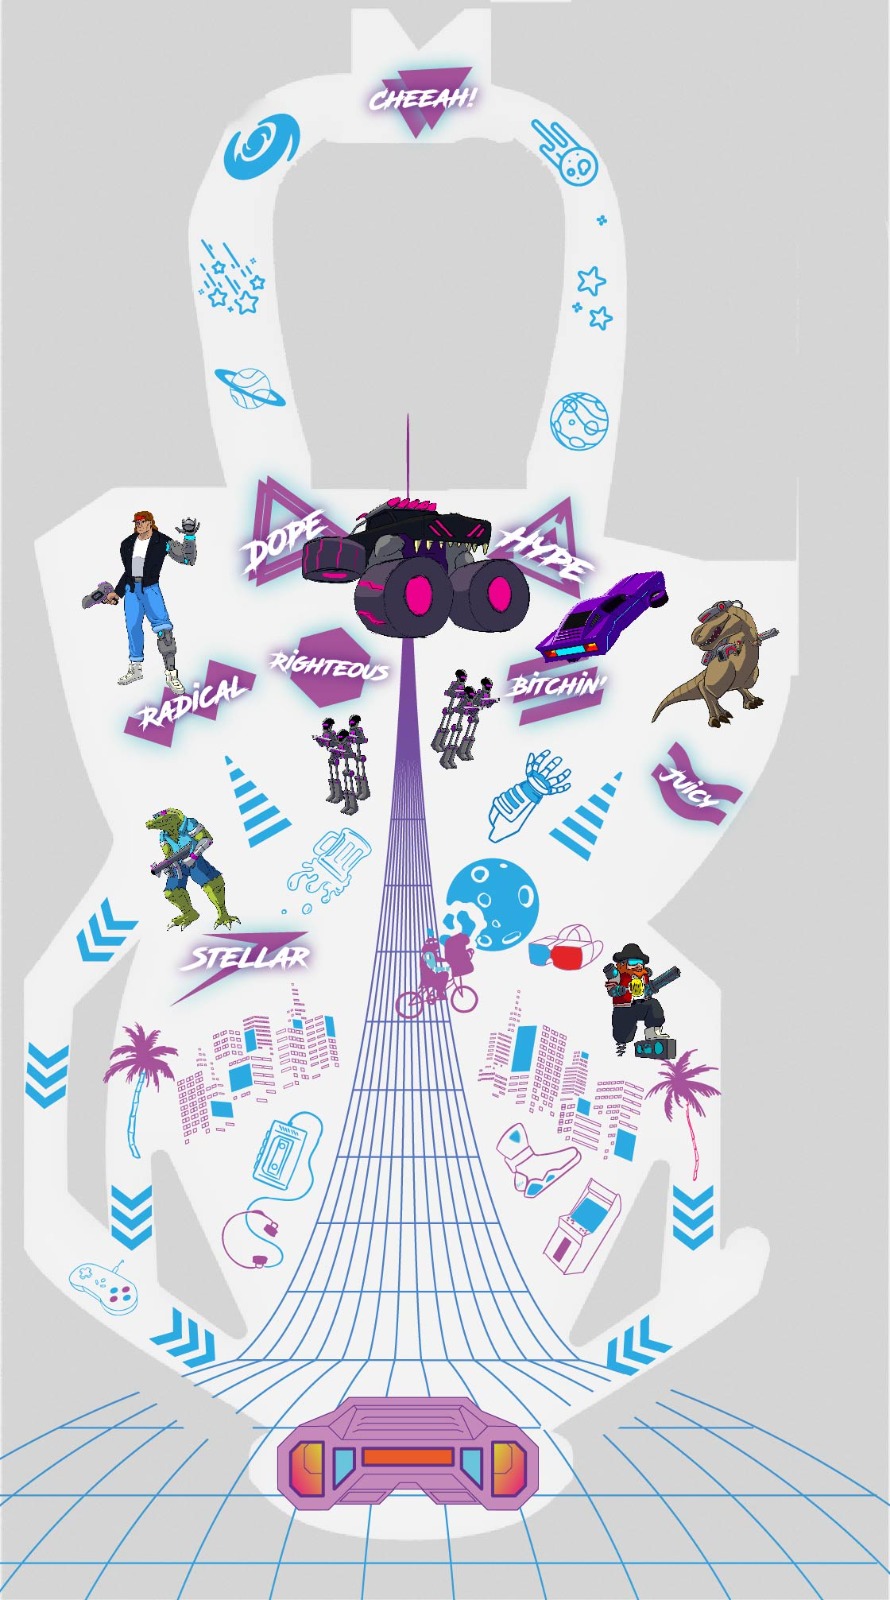 CHEEAH!
DOPE
HYPE
RIGHTEOUS
BITCHIN'
RADICAL
JUICY
STELLAR